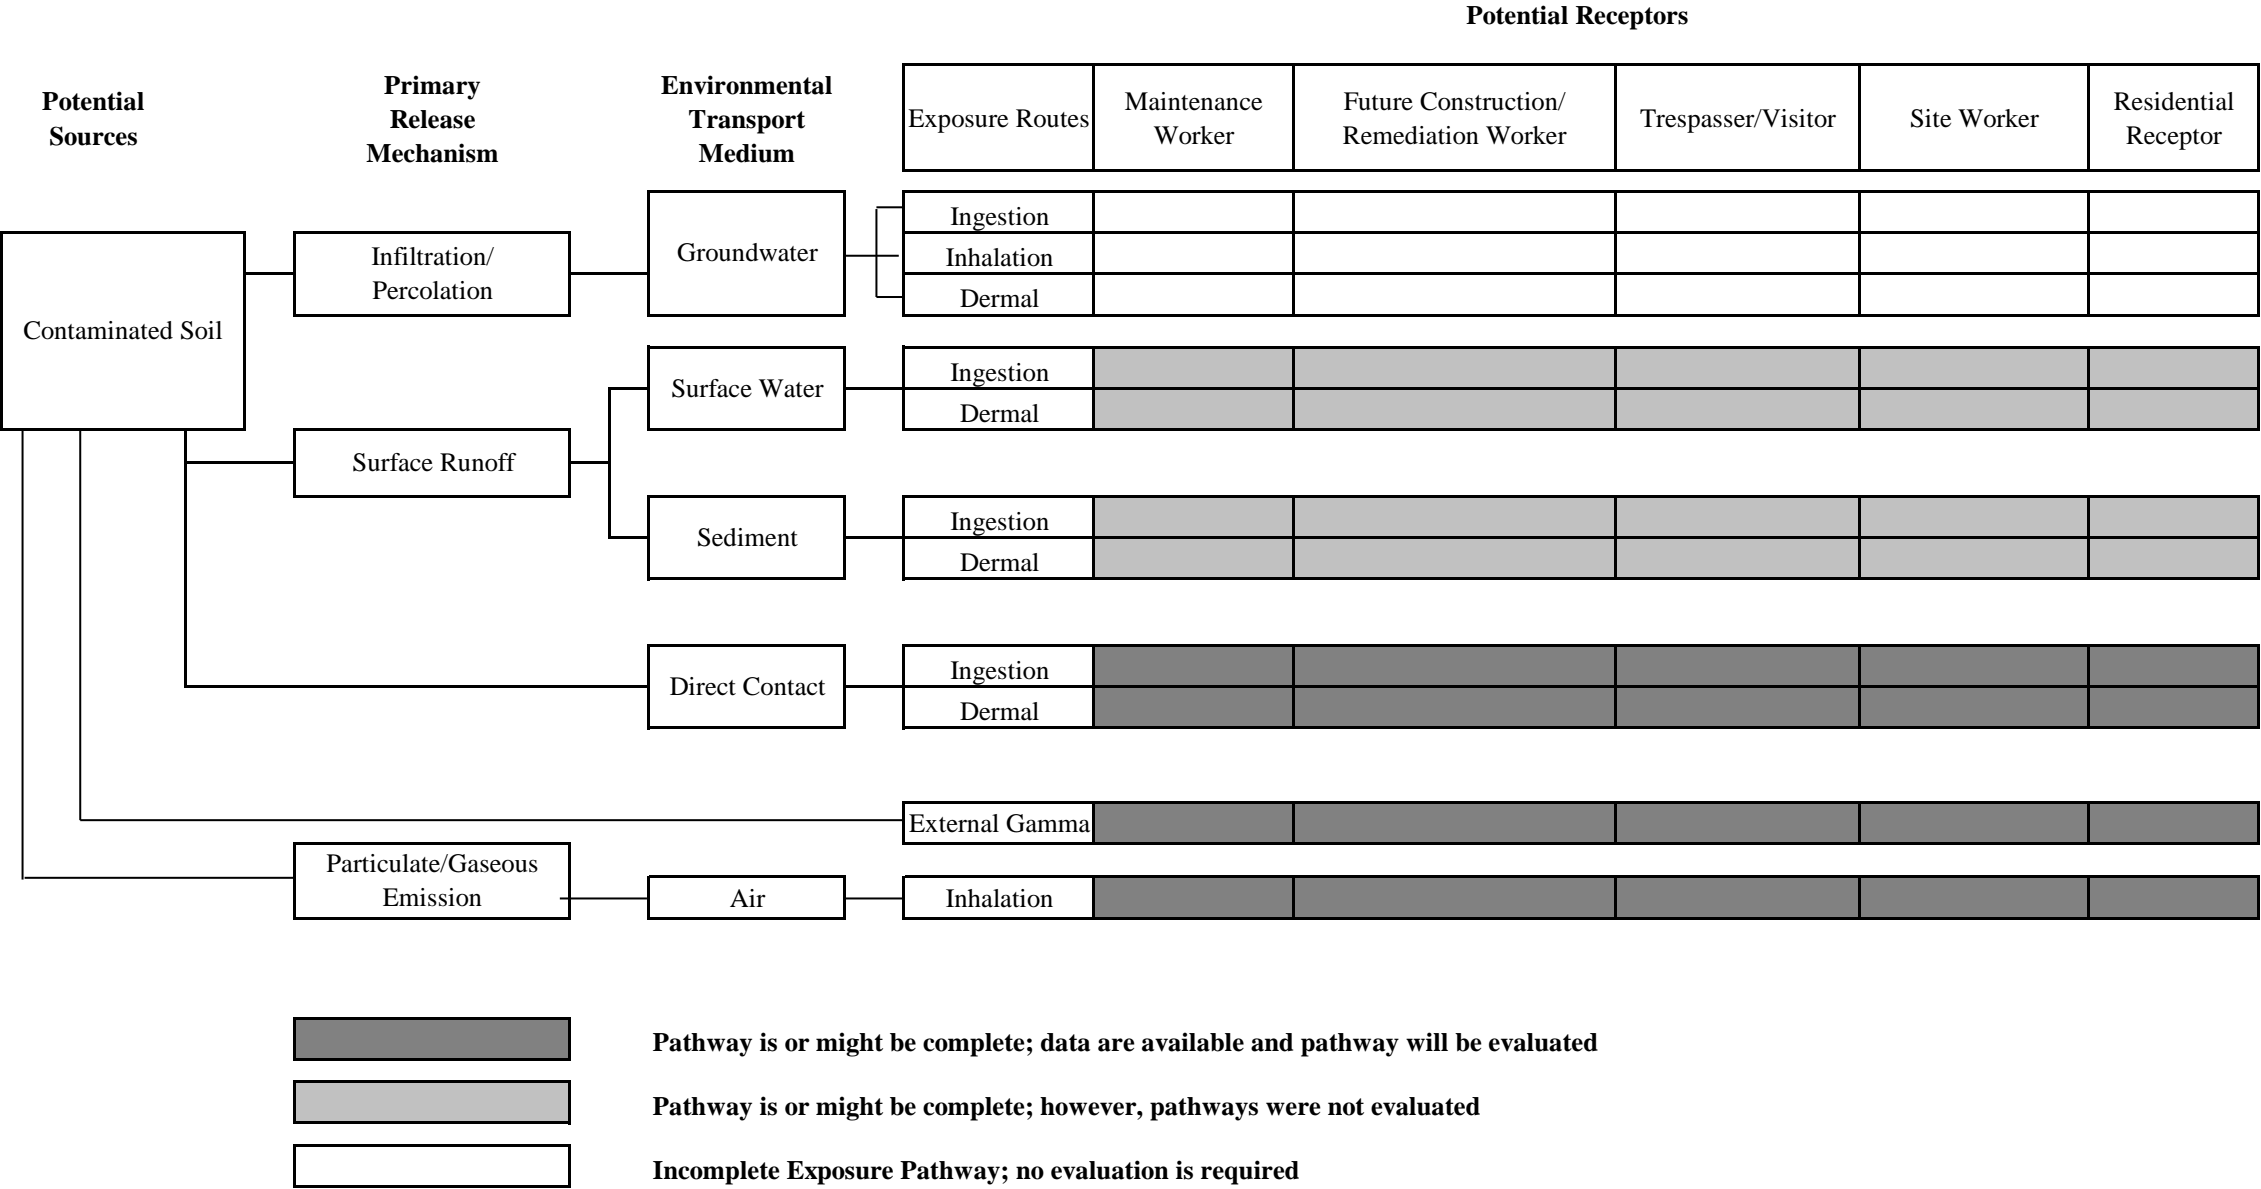 Potential Receptors
Potential
Sources
Primary
Release
Mechanism
Environmental
Transport
Medium
Exposure Routes
Maintenance
Worker
Future Construction/
Remediation Worker
Trespasser/Visitor
Site Worker
Residential
Receptor
Contaminated Soil
Infiltration/
Percolation
Groundwater
Ingestion
Inhalation
Dermal
Surface Runoff
Surface Water
Ingestion
Dermal
Sediment
Ingestion
Dermal
Direct Contact
Ingestion
Dermal
External Gamma
Particulate/Gaseous
Emission
Air
Inhalation
Pathway is or might be complete; data are available and pathway will be evaluated
Pathway is or might be complete; however, pathways were not evaluated
Incomplete Exposure Pathway; no evaluation is required